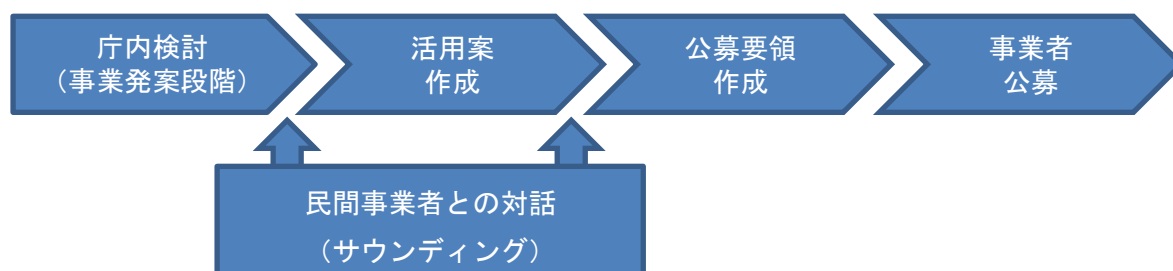 庁内検討
（事業発案段階）
活用案
作成
公募要領
作成
事業者
公募
民間事業者との対話
（サウンディング）